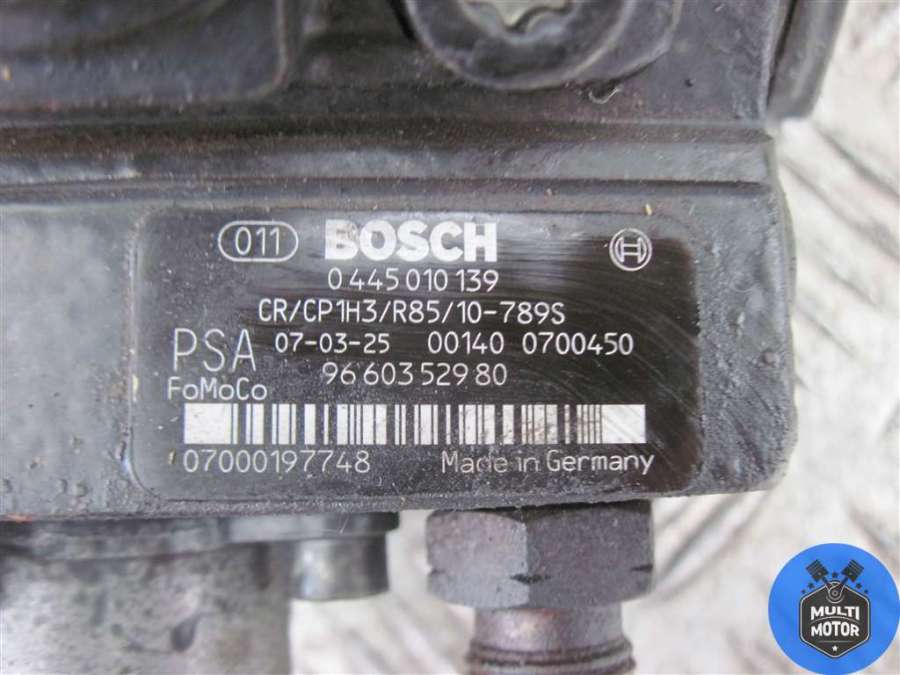 011 BOSCH
0 445 010 139
CR/CP1H3/R85/10-789S
PSA 07-03-25 00140 0700450
FoMoCo 96 603 529 80
07000197748 Made in Germany
MULTI
MOTOR